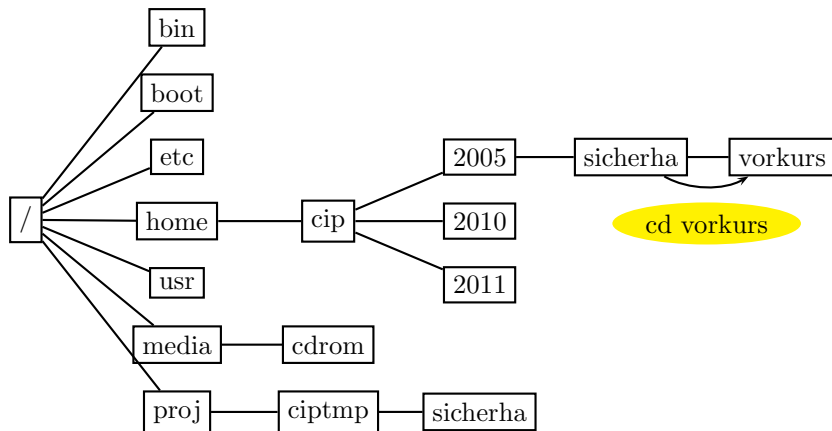 bin
boot
etc
2005
sicherha
vorkurs
/
home
cip
2010
cd vorkurs
usr
2011
media
cdrom
proj
ciptmp
sicherha